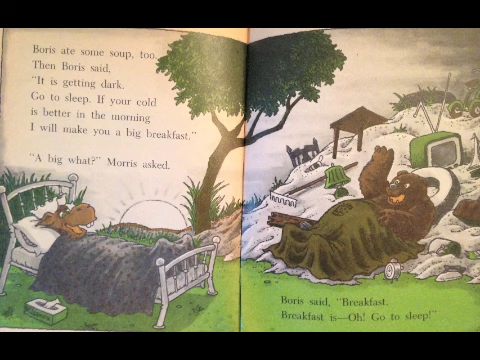 Boris ate some soup, too.
Then Boris said,
"It is getting dark.
Go to sleep. If your cold
is better in the morning
I will make you a big breakfast."
"A big what?" Morris asked.
Boris said, "Breakfast.
Breakfast is—Oh! Go to sleep!"